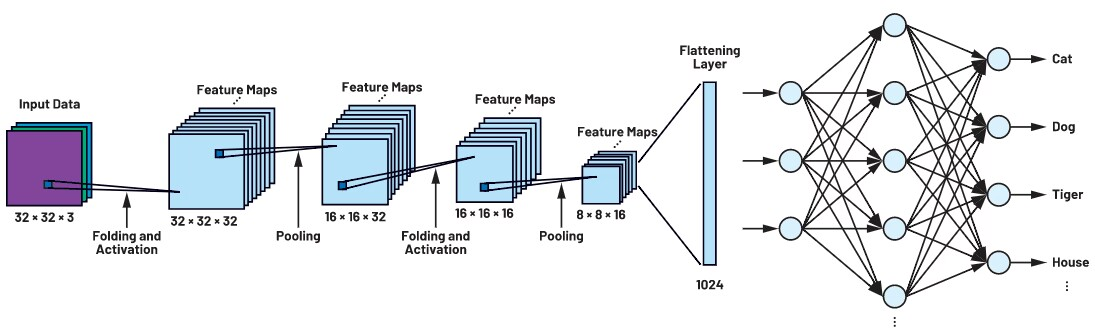 Input Data
32 × 32 × 3
Folding and
Activation
Feature Maps
32 × 32 × 32
Pooling
Feature Maps
16 × 16 × 32
Folding and
Activation
Feature Maps
16 × 16 × 16
Pooling
Feature Maps
8 × 8 × 16
Flattening
Layer
1024
Cat
Dog
Tiger
House